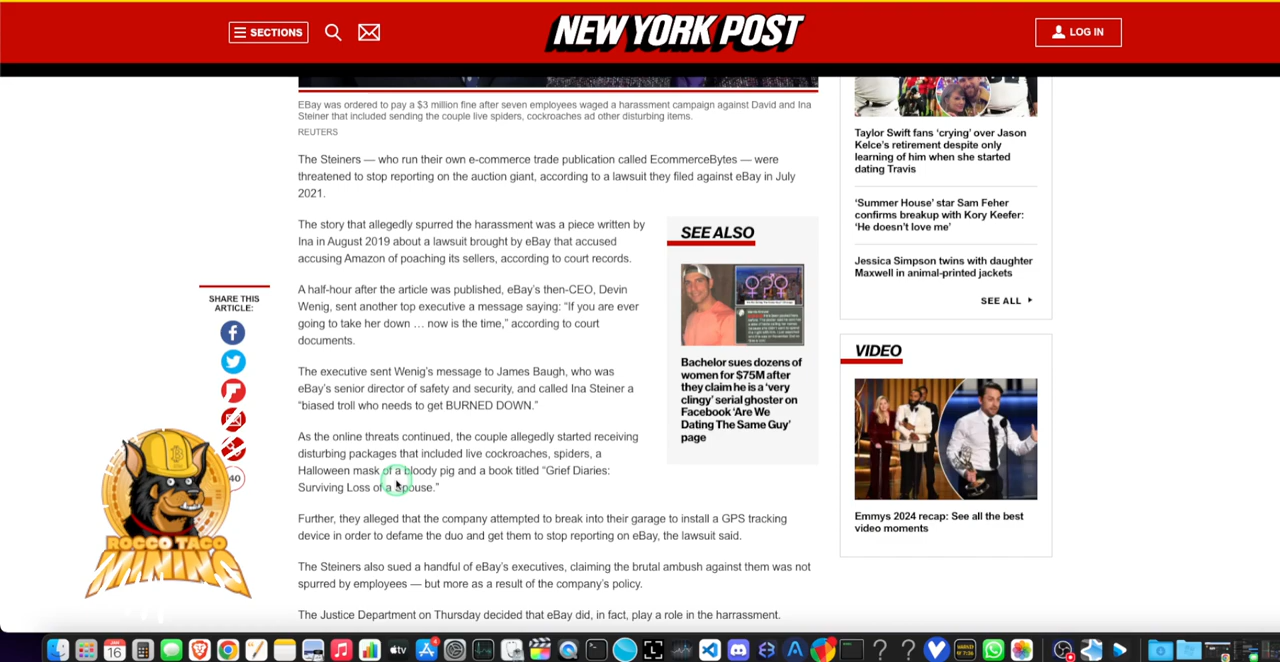 SECTIONS
NEW YORK POST
LOG IN
EBay was ordered to pay a $3 million fine after seven employees waged a harassment campaign against David and Ina
Steiner that included sending the couple live spiders, cockroaches ad other disturbing items.
REUTERS
The Steiners — who run their own e-commerce trade publication called EcommerceBytes — were
threatened to stop reporting on the auction giant, according to a lawsuit they filed against eBay in July
2021.
The story that allegedly spurred the harassment was a piece written by
Ina in August 2019 about a lawsuit brought by eBay that accused
accusing Amazon of poaching its sellers, according to court records.
A half-hour after the article was published, eBay’s then-CEO, Devin
Wenig, sent another top executive a message saying: “If you are ever
going to take her down … now is the time,” according to court
documents.
The executive sent Wenig’s message to James Baugh, who was
eBay’s senior director of safety and security, and called Ina Steiner a
“biased troll who needs to get BURNED DOWN.”
As the online threats continued, the couple allegedly started receiving
disturbing packages that included live cockroaches, spiders, a
Halloween mask of a bloody pig and a book titled “Grief Diaries:
Surviving Loss of a Spouse.”
Further, they alleged that the company attempted to break into their garage to install a GPS tracking
device in order to defame the duo and get them to stop reporting on eBay, the lawsuit said.
The Steiners also sued a handful of eBay’s executives, claiming the brutal ambush against them was not
spurred by employees — but more as a result of the company’s policy.
The Justice Department on Thursday decided that eBay did, in fact, play a role in the harrassment.
SHARE THIS
ARTICLE:
40
ROCCO TACO
MINING
SEE ALSO
Bachelor sues dozens of
women for $75M after
they claim he is a ‘very
clingy’ serial ghoster on
Facebook ‘Are We
Dating The Same Guy’
page
Taylor Swift fans ‘crying’ over Jason
Kelce’s retirement despite only
learning of him when she started
dating Travis
‘Summer House’ star Sam Feher
confirms breakup with Kory Keefer:
‘He doesn’t love me’
Jessica Simpson twins with daughter
Maxwell in animal-printed jackets
SEE ALL
VIDEO
Emmys 2024 recap: See all the best
video moments
JAN
16
tv